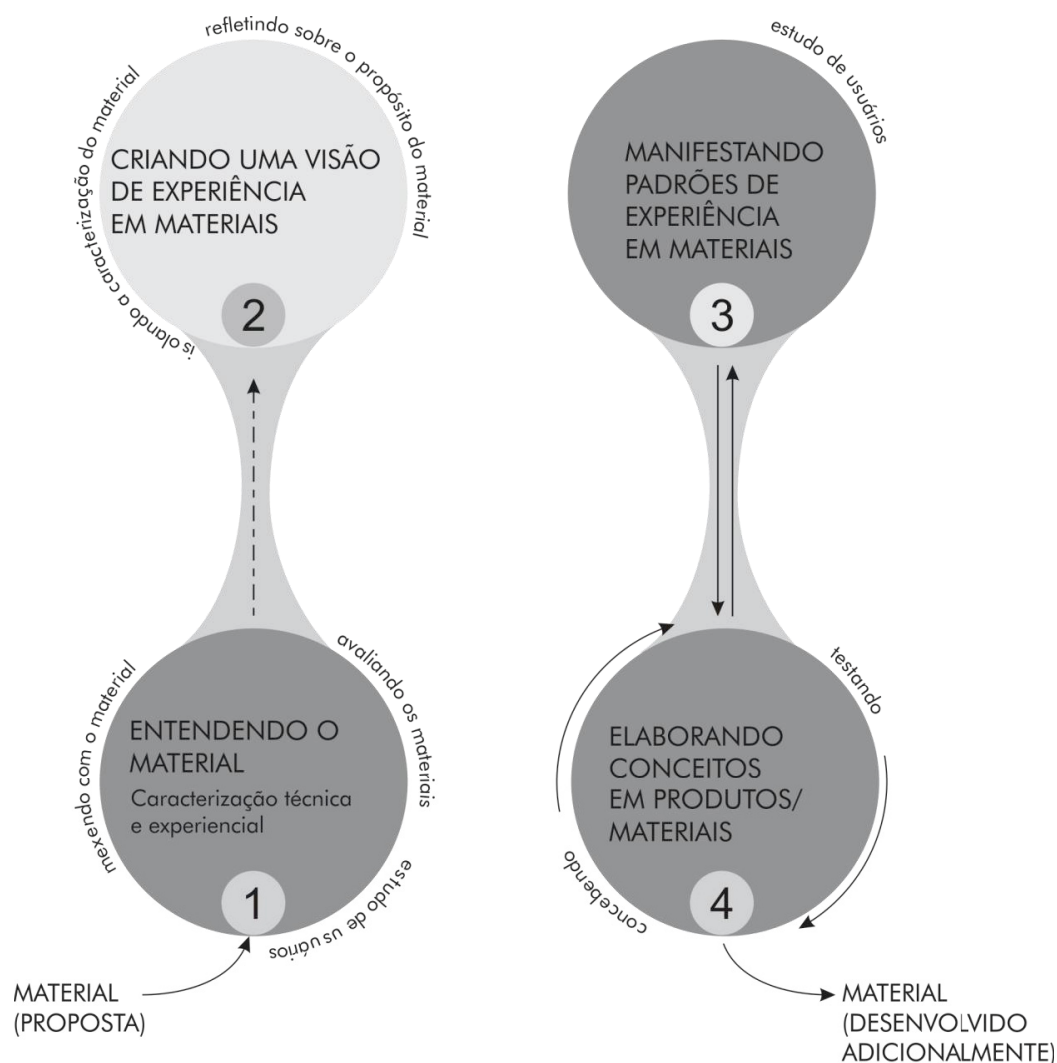 refletindo sobre o propósito do material
isolando a caracterização do material
CRIANDO UMA VISÃO
DE EXPERIÊNCIA
EM MATERIAIS
2
estudo de usuários
MANIFESTANDO
PADRÕES DE
EXPERIÊNCIA
EM MATERIAIS
3
mexendo com o material
avaliando os materiais
estudo de usuários
ENTENDENDO O
MATERIAL
Caracterização técnica
e experiencial
1
MATERIAL
(PROPOSTA)
testando
concebendo
ELABORANDO
CONCEITOS
EM PRODUTOS/
MATERIAIS
4
MATERIAL
(DESENVOLVIDO
ADICIONALMENTE)